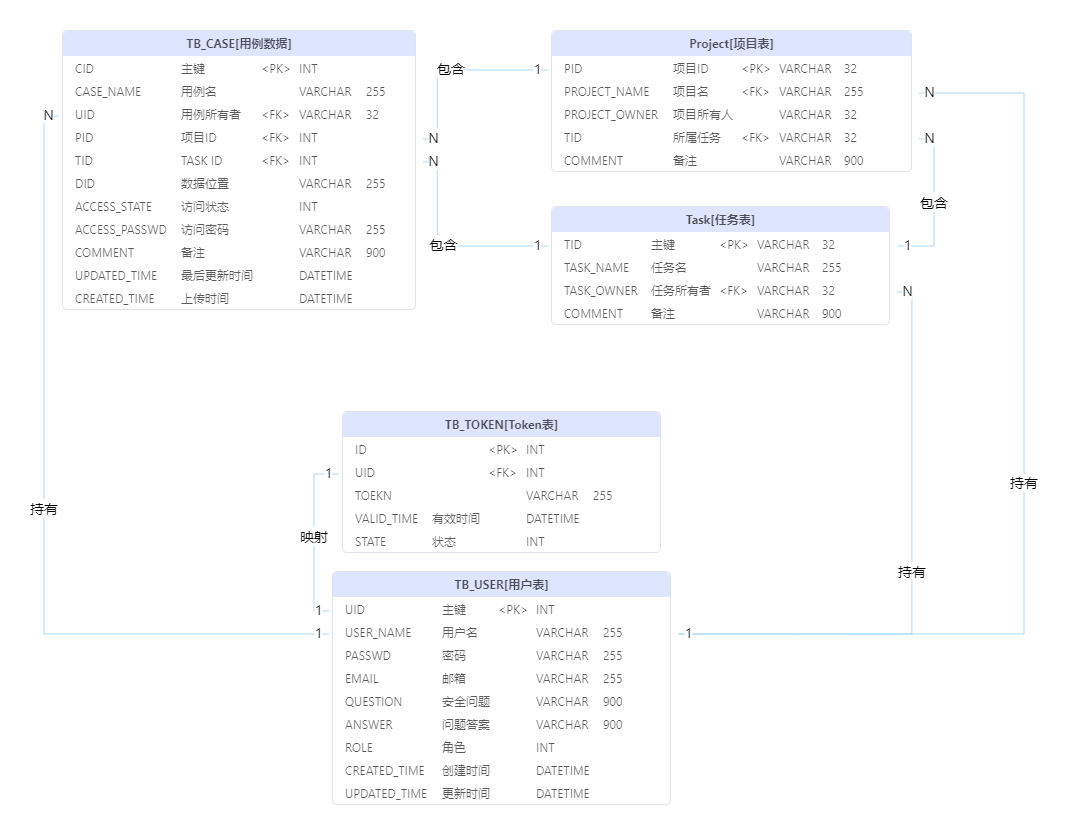 TB_CASE[用例数据]
CID 主键 <PK> INT
CASE_NAME 用例名 VARCHAR 255
UID 用例所有者 <FK> VARCHAR 32
PID 项目ID <FK> INT
TID TASK ID <FK> INT
DID 数据位置 VARCHAR 255
ACCESS_STATE 访问状态 INT
ACCESS_PASSWD 访问密码 VARCHAR 255
COMMENT 备注 VARCHAR 900
UPDATED_TIME 最后更新时间 DATETIME
CREATED_TIME 上传时间 DATETIME
Project[项目表]
PID 项目ID <PK> VARCHAR 32
PROJECT_NAME 项目名 <FK> VARCHAR 255
PROJECT_OWNER 项目所有人 VARCHAR 32
TID 所属任务 <FK> VARCHAR 32
COMMENT 备注 VARCHAR 900
Task[任务表]
TID 主键 <PK> VARCHAR 32
TASK_NAME 任务名 VARCHAR 255
TASK_OWNER 任务所有者 <FK> VARCHAR 32
COMMENT 备注 VARCHAR 900
TB_TOKEN[Token表]
ID <PK> INT
UID <FK> INT
TOEKN VARCHAR 255
VALID_TIME 有效时间 DATETIME
STATE 状态 INT
TB_USER[用户表]
UID 主键 <PK> INT
USER_NAME 用户名 VARCHAR 255
PASSWD 密码 VARCHAR 255
EMAIL 邮箱 VARCHAR 255
QUESTION 安全问题 VARCHAR 900
ANSWER 问题答案 VARCHAR 900
ROLE 角色 INT
CREATED_TIME 创建时间 DATETIME
UPDATED_TIME 更新时间 DATETIME
包含
1
N
N
包含
1
N
N
包含
1
N
N
持有
1
1
映射
1
持有
持有
1